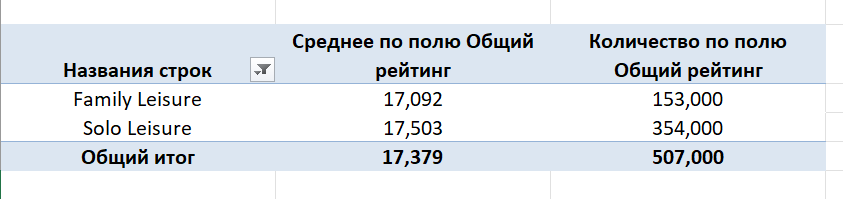 Названия строк Среднее по полю Общий рейтинг Количество по полю Общий рейтинг
Family Leisure 17,092 153,000
Solo Leisure 17,503 354,000
Общий итог 17,379 507,000